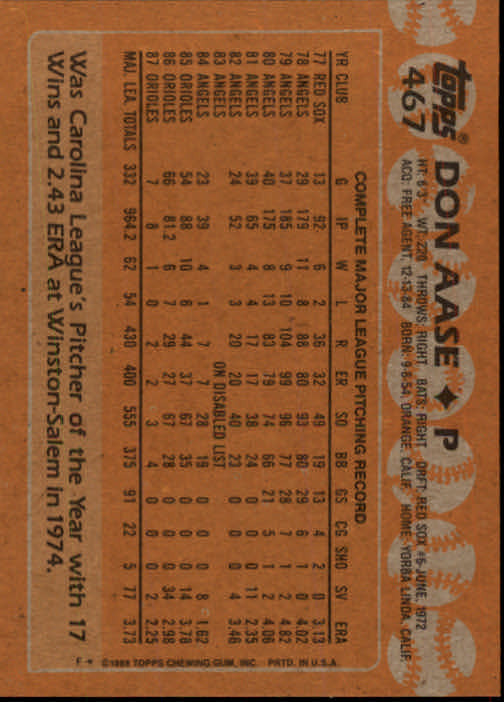 topps® DON AASE ♦ P
467 HT: 6'3" WT: 220 THROWS: RIGHT BATS: RIGHT DRFT: RED SOX #6-JUNE, 1972
ACQ: FREE AGENT, 12-13-84 BORN: 9-8-54, ORANGE, CALIF. HOME: YORBA LINDA, CALIF.
COMPLETE MAJOR LEAGUE PITCHING RECORD
YR CLUB G IP W L R ER SO BB GS CG SHO SV ERA
77 RED SOX 13 92 6 2 36 32 49 19 13 4 2 0 3.13
78 ANGELS 29 179 11 8 88 80 93 80 29 6 1 0 4.02
79 ANGELS 37 185 9 10 104 99 96 77 28 7 1 2 4.82
80 ANGELS 40 175 8 13 83 79 74 66 21 5 1 2 4.06
81 ANGELS 39 65 4 4 17 17 38 24 0 0 0 11 2.35
82 ANGELS 24 52 3 3 20 20 40 23 0 0 0 4 3.46
83 ANGELS ON DISABLED LIST
84 ANGELS 23 39 4 1 7 7 28 19 0 0 0 8 1.62
85 ORIOLES 54 88 10 6 44 37 67 35 0 0 0 14 3.78
86 ORIOLES 66 81.2 6 7 29 27 67 28 0 0 0 34 2.98
87 ORIOLES 7 8 1 0 2 2 3 4 0 0 0 2 2.25
MAJ. LEA. TOTALS 332 964.2 62 54 430 400 555 375 91 22 5 77 3.73
F* ©1988 TOPPS CHEWING GUM, INC. PRTD. IN U.S.A.
Was Carolina League's Pitcher of the Year with 17
Wins and 2.43 ERA at Winston-Salem in 1974.